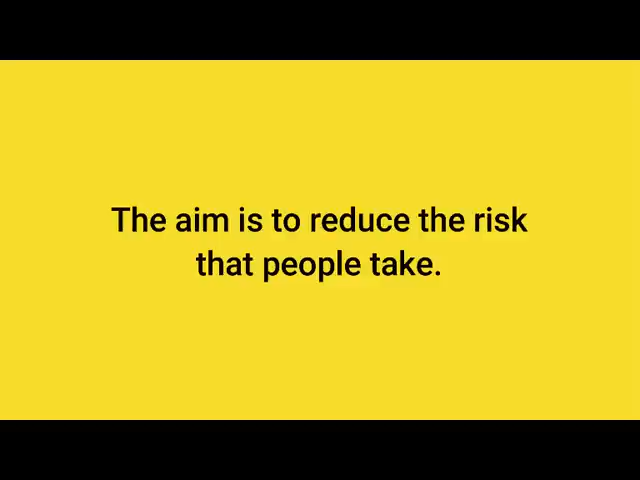 The aim is to reduce the risk
that people take.